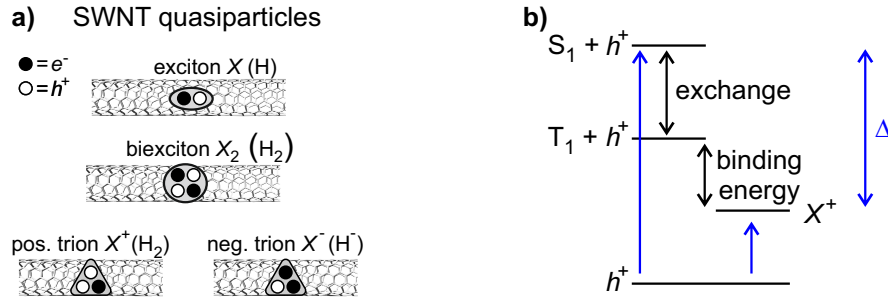 a) SWNT quasiparticles
= e⁻
= h⁺
exciton X (H)
biexciton X₂ (H₂)
pos. trion X⁺(H₂)
neg. trion X⁻(H⁻)
b)
S₁ + h⁺
exchange
T₁ + h⁺
Δ
binding
energy
X⁺
h⁺